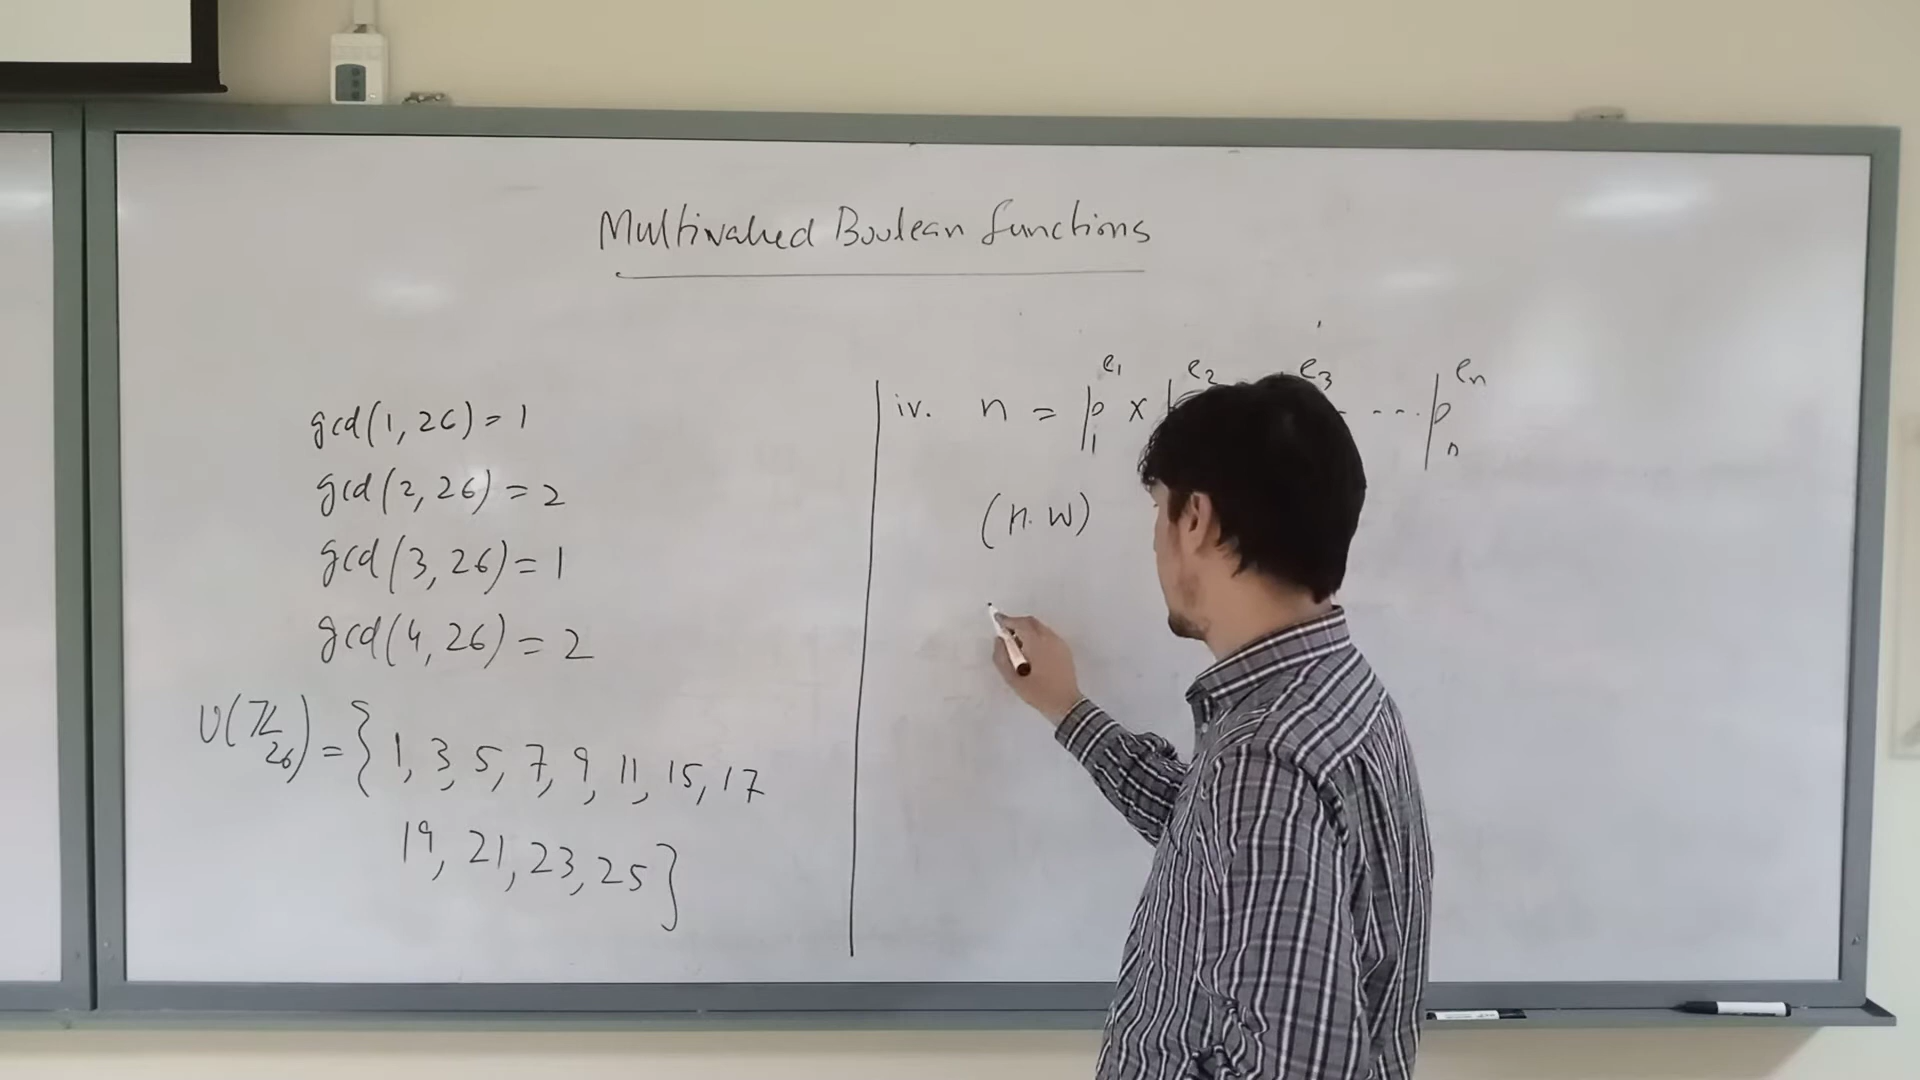 Multivalued Boolean functions
gcd(1, 26) = 1
gcd(2, 26) = 2
gcd(3, 26) = 1
gcd(4, 26) = 2
U(ℤ/26) = { 1, 3, 5, 7, 9, 11, 15, 17
19, 21, 23, 25 }
iv. n = p₁^e₁ × e₂ e₃ .... pₙ^eₙ
(H.W)